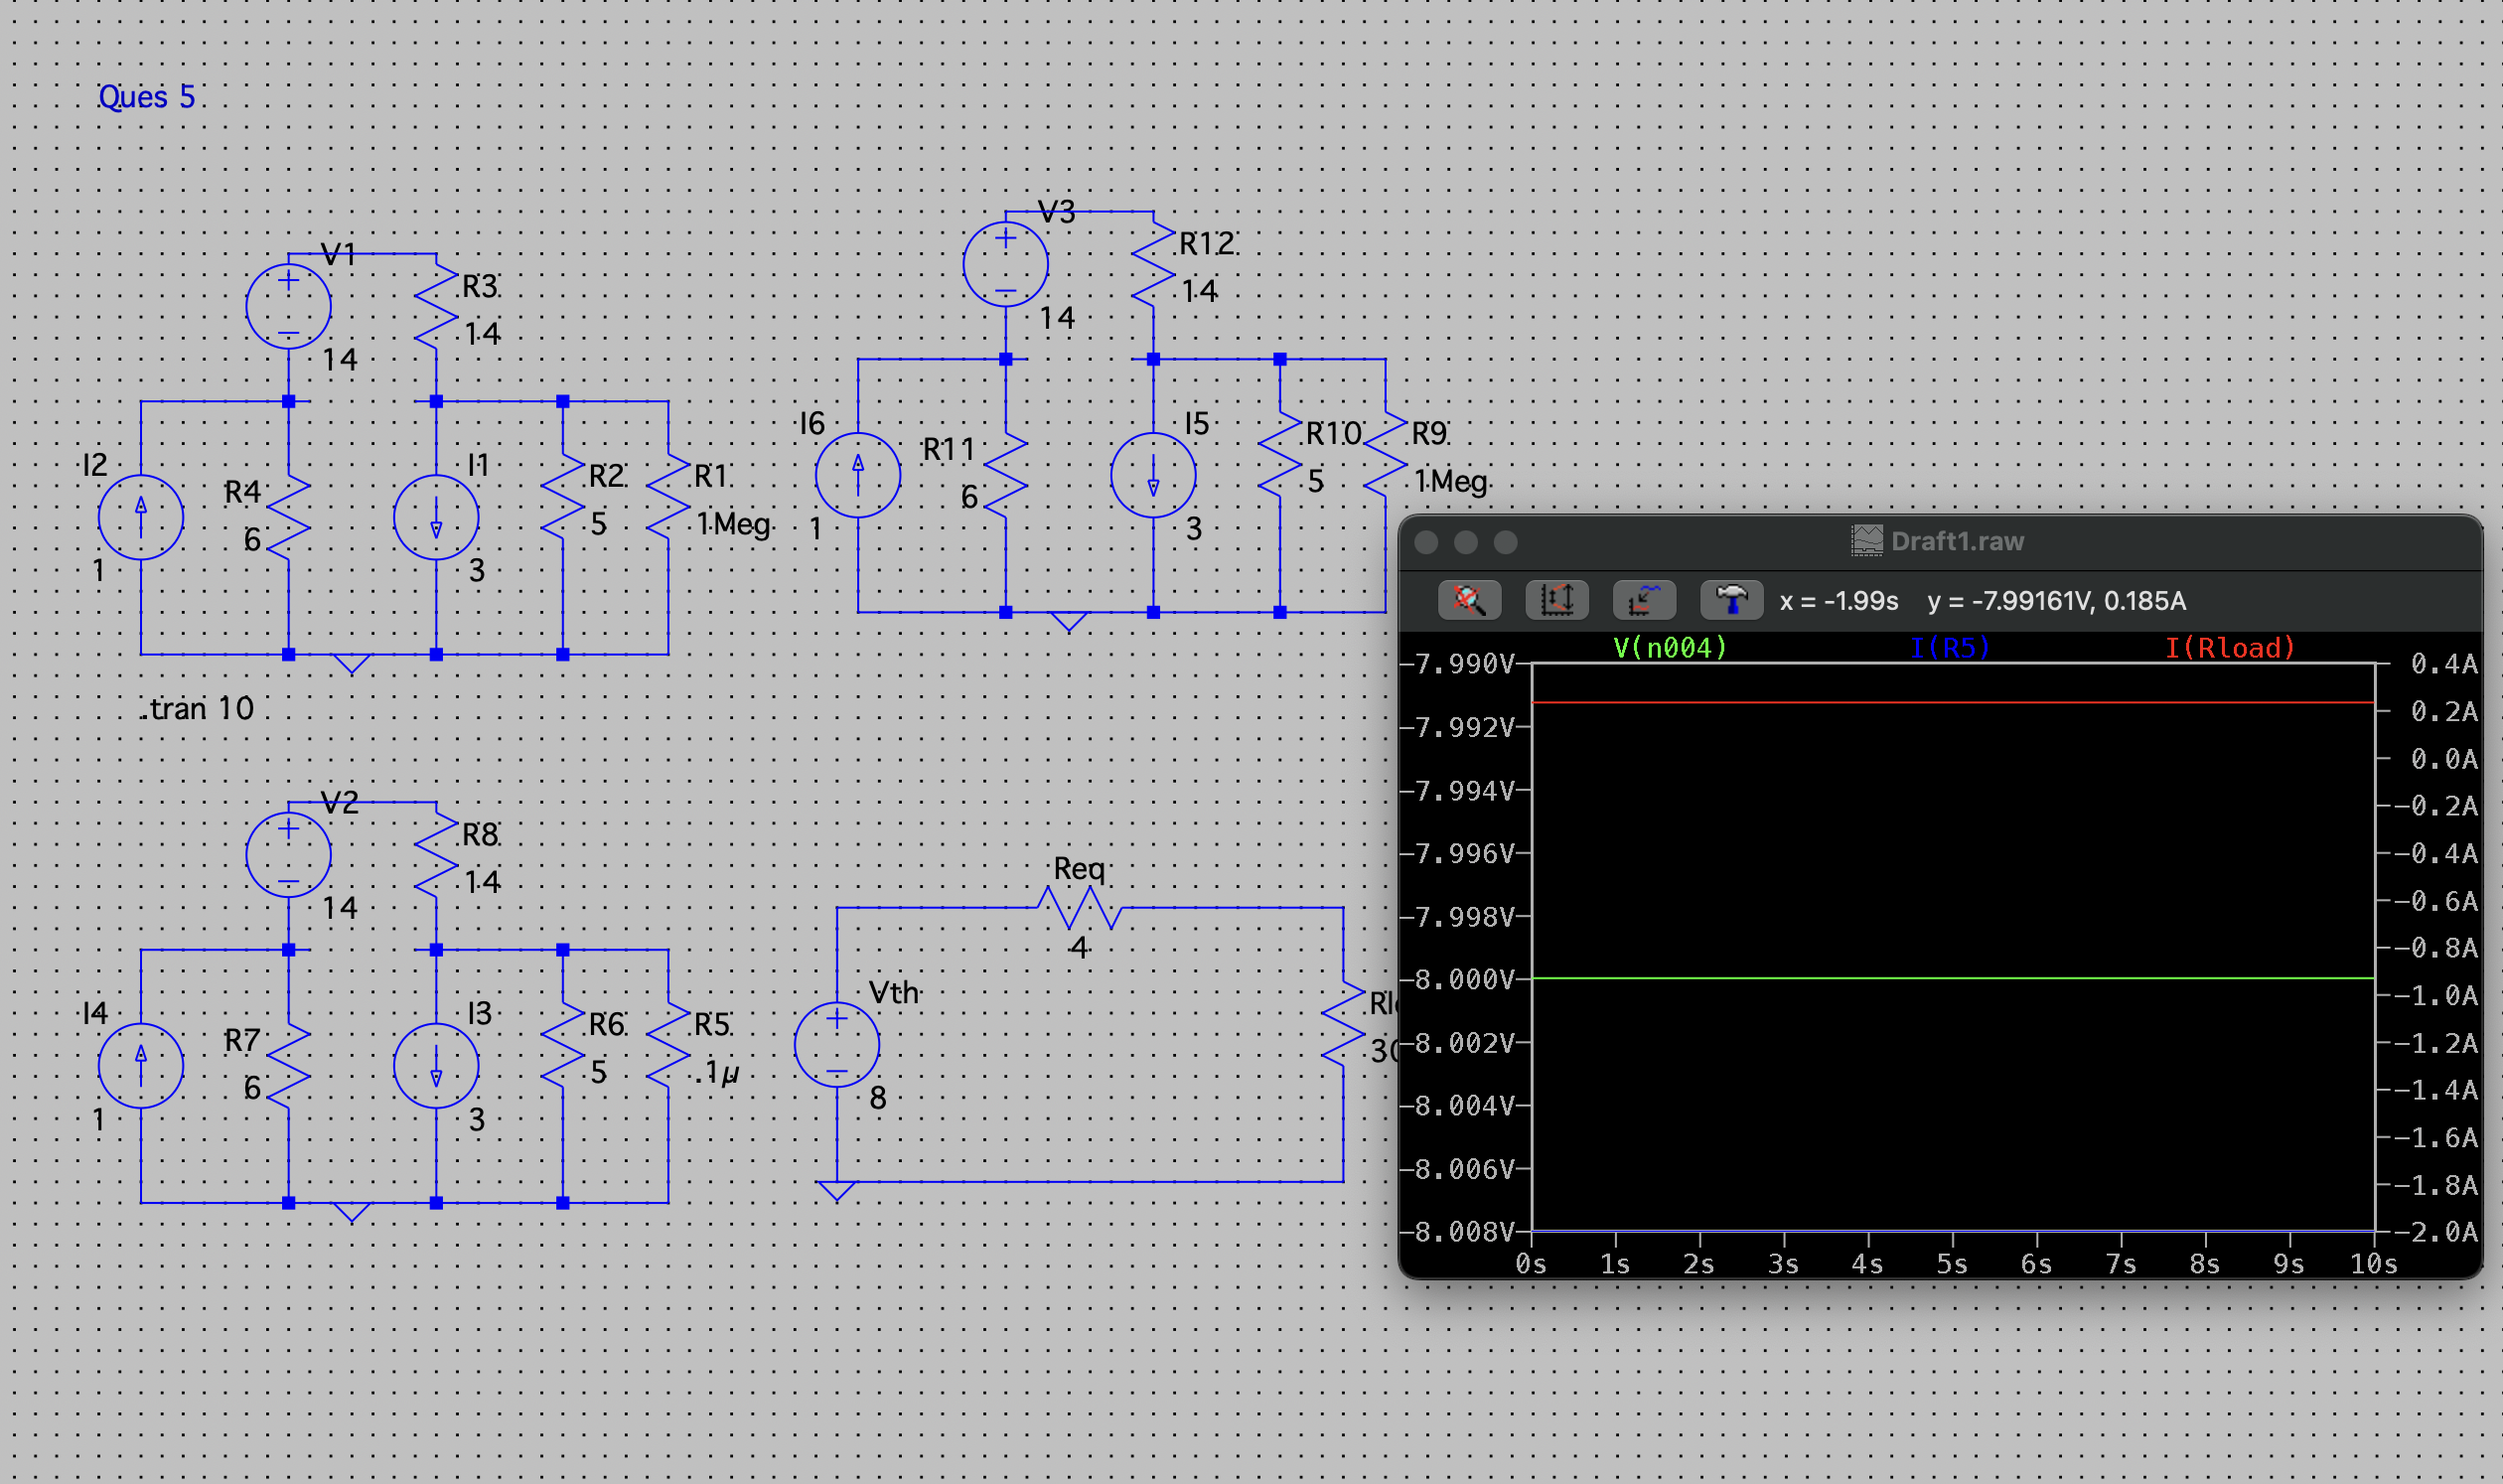 Ques 5
V1
R3
14
14
I2
R4
6
1
I1
3
R2
5
R1
1Meg
.tran 10
V3
R12
14
14
I6
R11
6
1
I5
3
R10
5
R9
1Meg
V2
R8
14
14
I4
R7
6
1
I3
3
R6
5
R5
.1µ
Req
4
Vth
8
Draft1.raw
x = -1.99s y = -7.99161V, 0.185A
V(n004) I(R5) I(Rload)
-7.990V
-7.992V
-7.994V
-7.996V
-7.998V
-8.000V
-8.002V
-8.004V
-8.006V
-8.008V
0.4A
0.2A
0.0A
-0.2A
-0.4A
-0.6A
-0.8A
-1.0A
-1.2A
-1.4A
-1.6A
-1.8A
-2.0A
0s 1s 2s 3s 4s 5s 6s 7s 8s 9s 10s